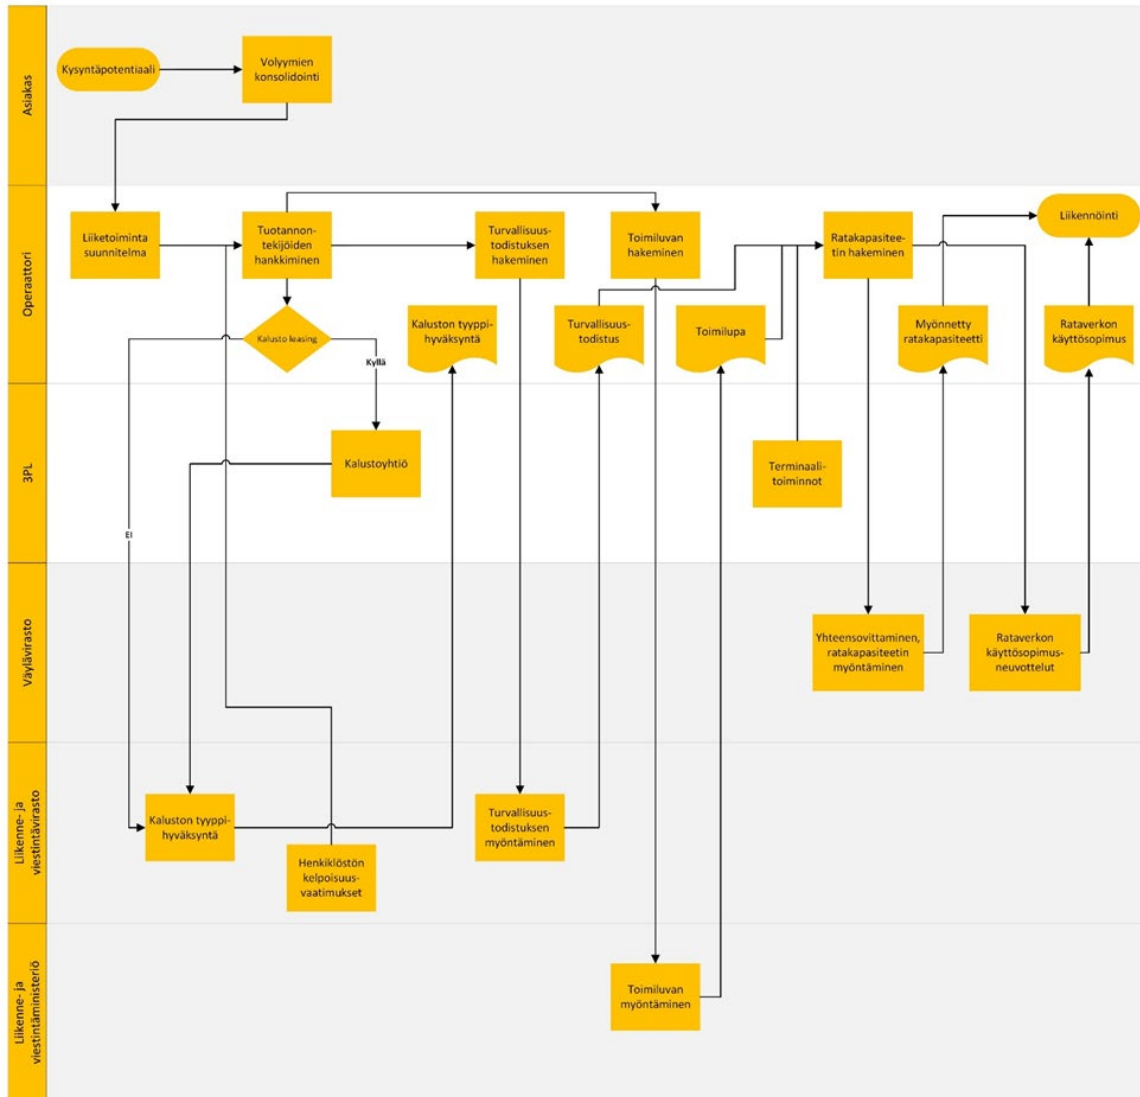 Asiakas
Kysyntäpotentiaali
Volyymien
konsolidointi
Operaattori
Liiketoiminta
suunnitelma
Tuotannon-
tekijöiden
hankkiminen
Turvallisuus-
todistuksen
hakeminen
Toimiluvan
hakeminen
Ratakapasitee-
tin hakeminen
Liikennöinti
Kalusto leasing
Kyllä
Kaluston tyyppi-
hyväksyntä
Turvallisuus-
todistus
Toimilupa
Myönnetty
ratakapasiteetti
Rataverkon
käyttösopimus
3PL
Kalustoyhtiö
Terminaali-
toiminnot
EI
Väylävirasto
Yhteensovittaminen,
ratakapasiteetin
myöntäminen
Rataverkon
käyttösopimus-
neuvottelut
Liikenne- ja
viestintävirasto
Kaluston tyyppi-
hyväksyntä
Henkiklöstön
kelpoisuus-
vaatimukset
Turvallisuus-
todistuksen
myöntäminen
Liikenne- ja
viestintäministeriö
Toimiluvan
myöntäminen